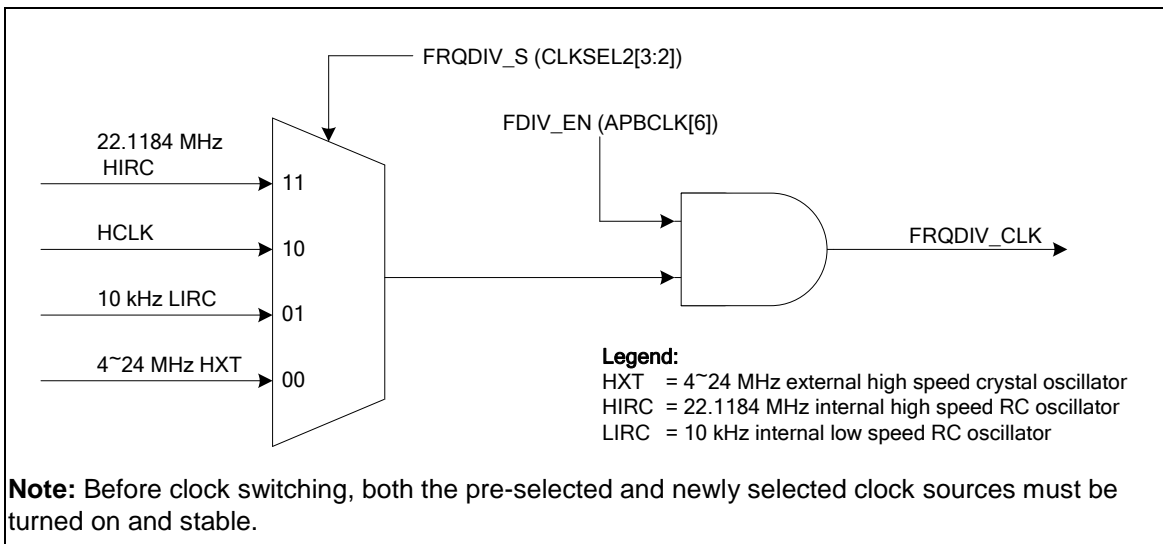 FRQDIV_S (CLKSEL2[3:2])
FDIV_EN (APBCLK[6])
22.1184 MHz
HIRC
11
HCLK
10
10 kHz LIRC
01
4~24 MHz HXT
00
FRQDIV_CLK
Legend:
HXT = 4~24 MHz external high speed crystal oscillator
HIRC = 22.1184 MHz internal high speed RC oscillator
LIRC = 10 kHz internal low speed RC oscillator
Note: Before clock switching, both the pre-selected and newly selected clock sources must be
turned on and stable.